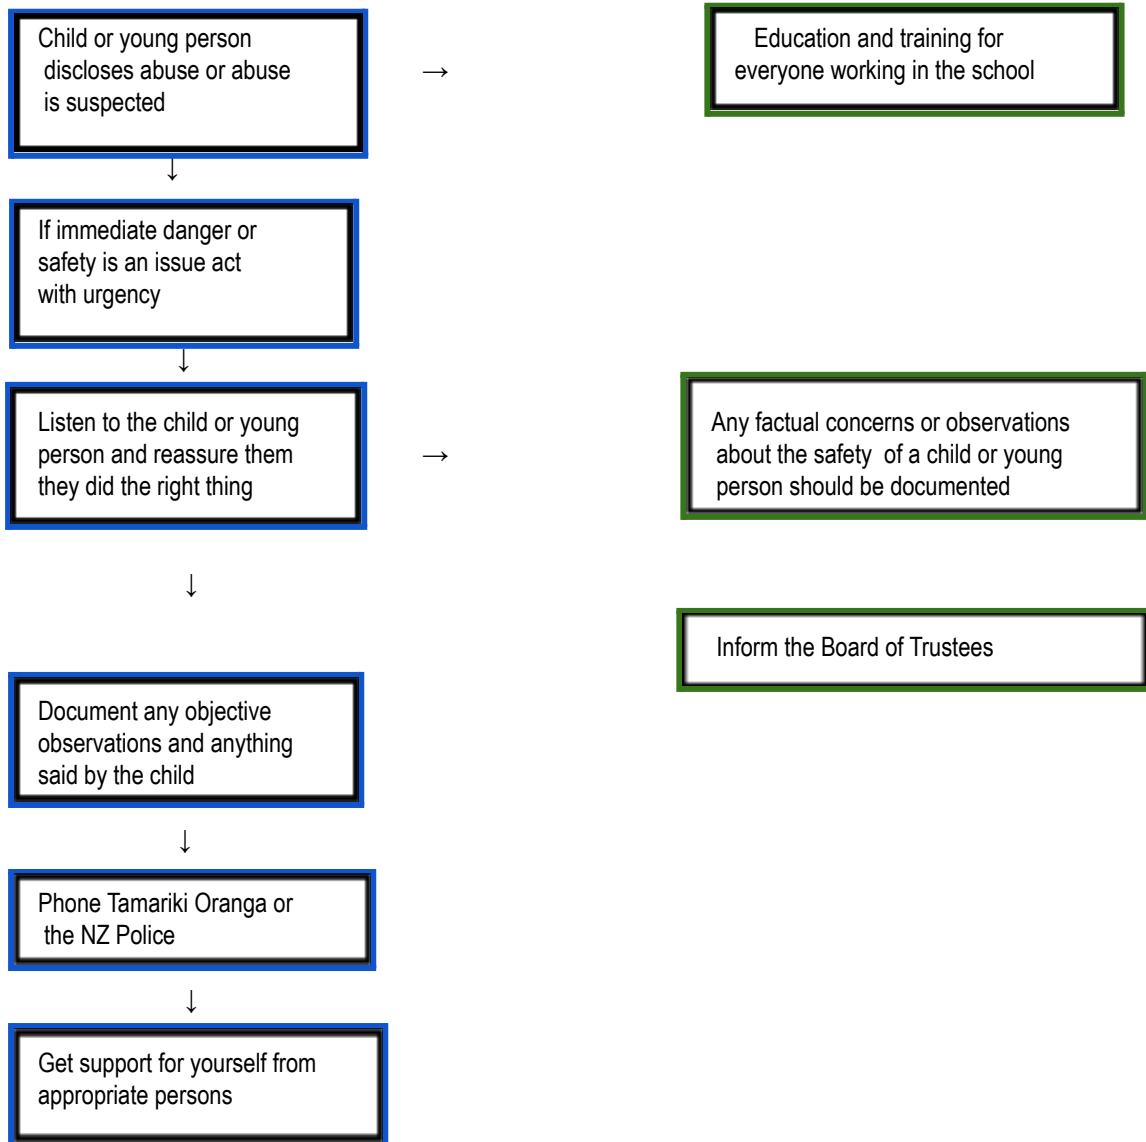 Child or young person
discloses abuse or abuse
is suspected
→
Education and training for
everyone working in the school
↓
If immediate danger or
safety is an issue act
with urgency
↓
Listen to the child or young
person and reassure them
they did the right thing
→
Any factual concerns or observations
about the safety of a child or young
person should be documented
↓
Inform the Board of Trustees
Document any objective
observations and anything
said by the child
↓
Phone Tamariki Oranga or
the NZ Police
↓
Get support for yourself from
appropriate persons